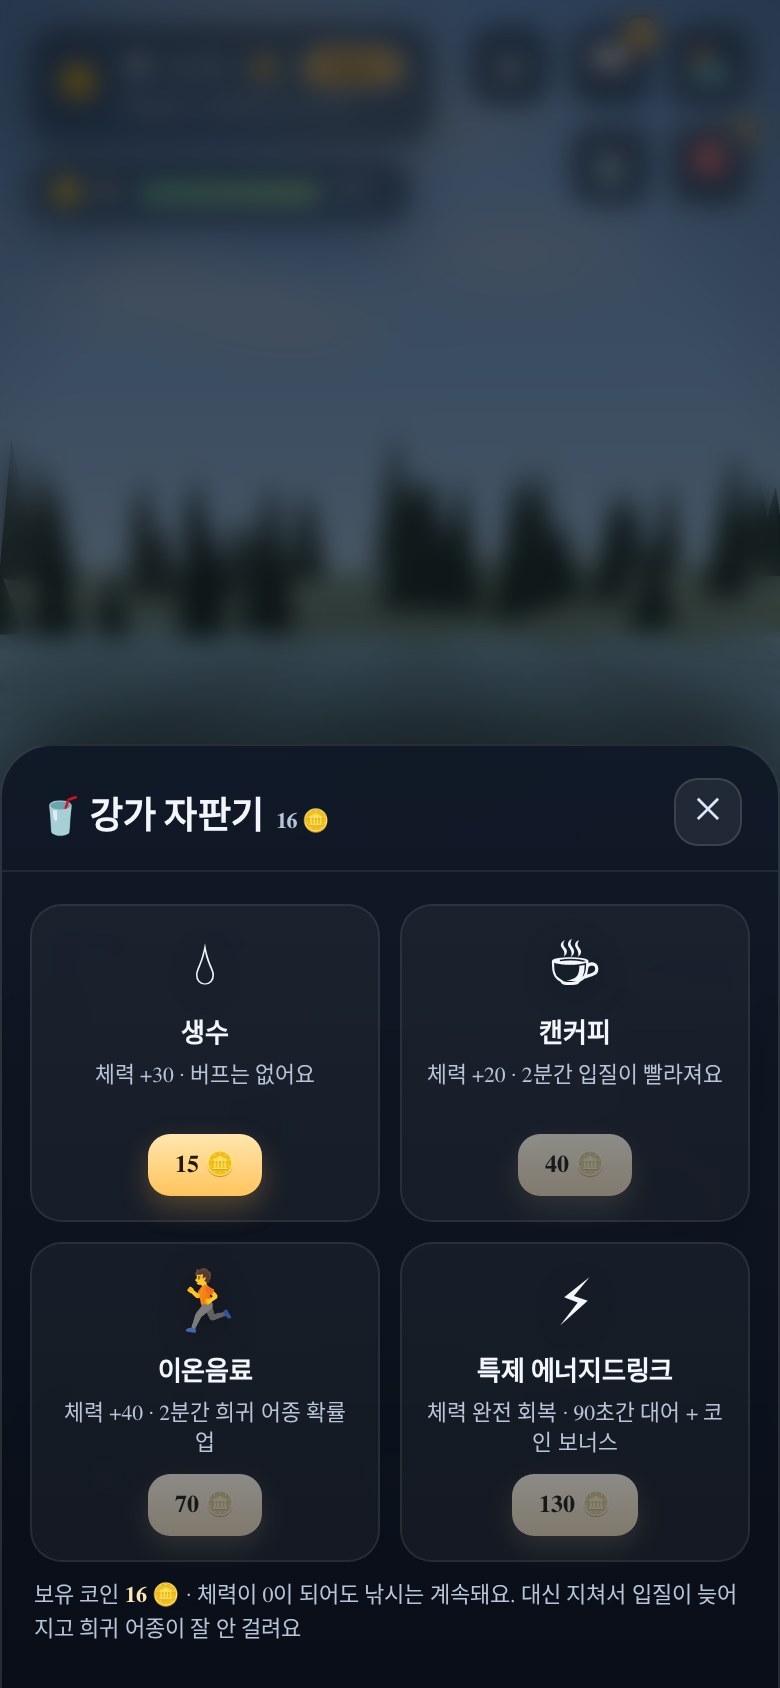 강가 자판기 16
생수
체력 +30 · 버프는 없어요
15
캔커피
체력 +20 · 2분간 입질이 빨라져요
40
이온음료
체력 +40 · 2분간 희귀 어종 확률
업
70
특제 에너지드링크
체력 완전 회복 · 90초간 대어 + 코
인 보너스
130
보유 코인 16 · 체력이 0이 되어도 낚시는 계속돼요. 대신 지쳐서 입질이 늦어
지고 희귀 어종이 잘 안 걸려요